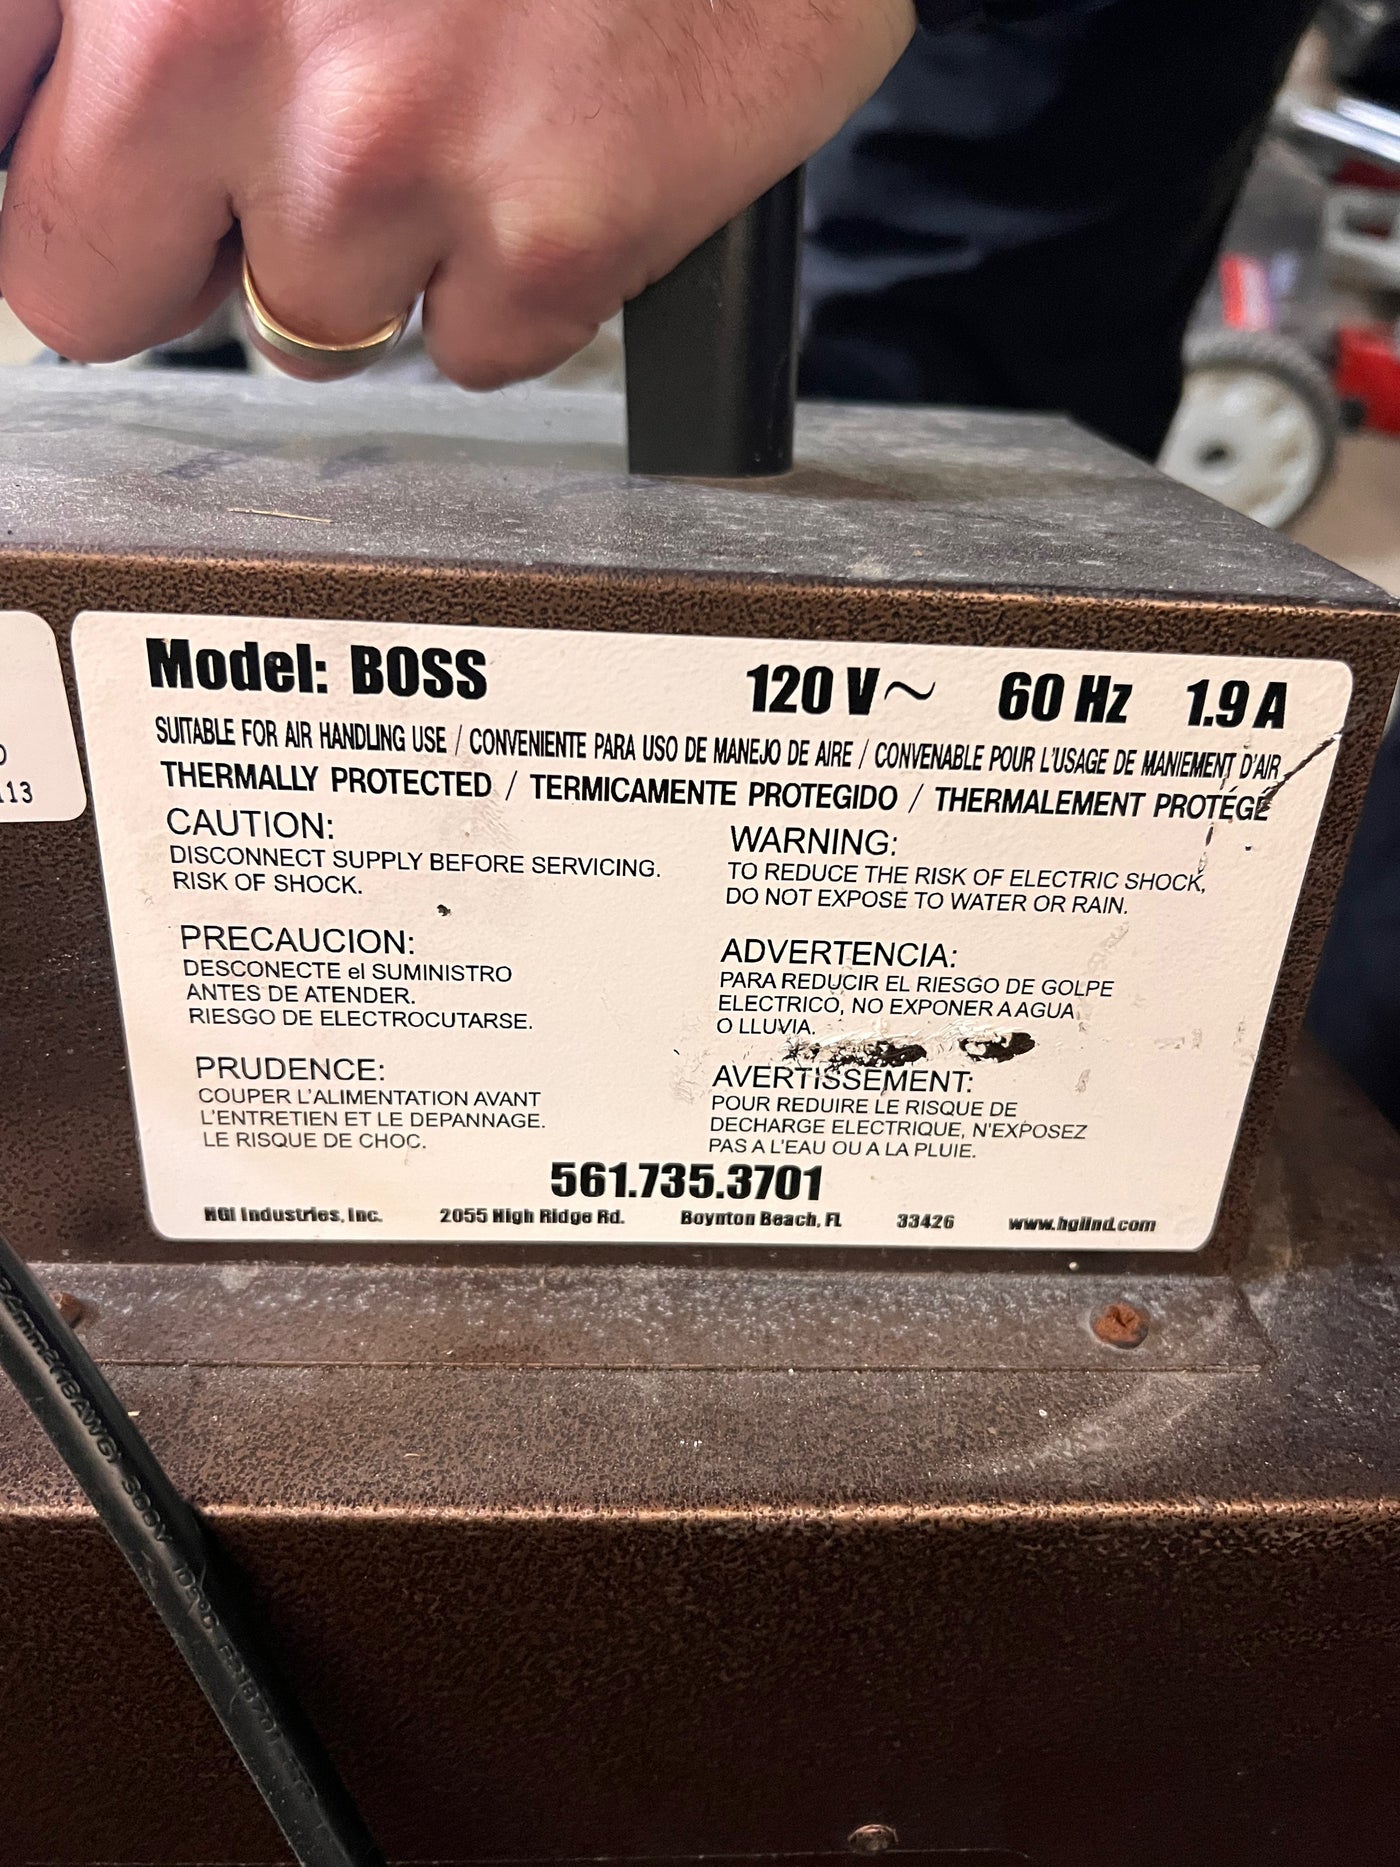 Model: BOSS 120 V~ 60 Hz 1.9 A
SUITABLE FOR AIR HANDLING USE / CONVENIENTE PARA USO DE MANEJO DE AIRE / CONVENABLE POUR L'USAGE DE MANIEMENT D'AIR
THERMALLY PROTECTED / TERMICAMENTE PROTEGIDO / THERMALEMENT PROTÉGÉ
CAUTION:
DISCONNECT SUPPLY BEFORE SERVICING.
RISK OF SHOCK.
PRECAUCION:
DESCONECTE el SUMINISTRO
ANTES DE ATENDER.
RIESGO DE ELECTROCUTARSE.
PRUDENCE:
COUPER L'ALIMENTATION AVANT
L'ENTRETIEN ET LE DEPANNAGE.
LE RISQUE DE CHOC.
WARNING:
TO REDUCE THE RISK OF ELECTRIC SHOCK,
DO NOT EXPOSE TO WATER OR RAIN.
ADVERTENCIA:
PARA REDUCIR EL RIESGO DE GOLPE
ELECTRICO, NO EXPONER A AGUA
O LLUVIA.
AVERTISSEMENT:
POUR REDUIRE LE RISQUE DE
DECHARGE ELECTRIQUE, N'EXPOSEZ
PAS A L'EAU OU A LA PLUIE.
561.735.3701
HGI Industries, Inc. 2055 High Ridge Rd. Boynton Beach, FL 33426 www.hgiind.com
113
(18AWG) 300V